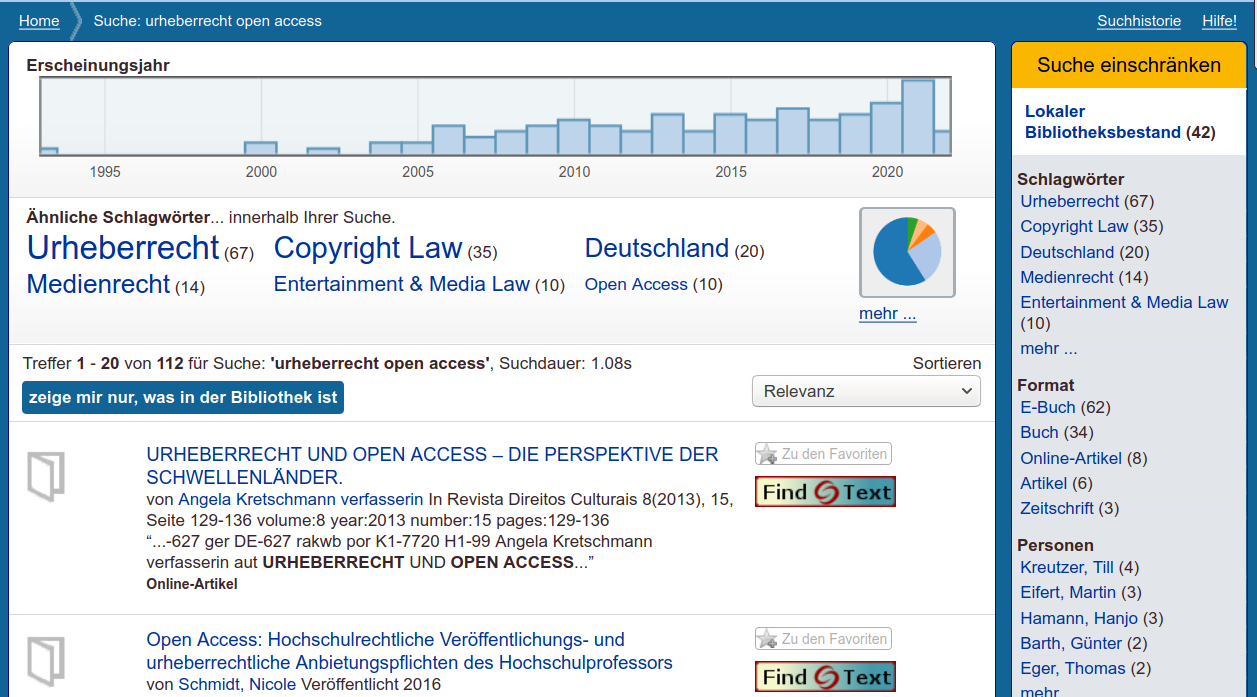 Home Suche: urheberrecht open access Suchhistorie Hilfe!
Erscheinungsjahr
1995 2000 2005 2010 2015 2020
Ähnliche Schlagwörter... innerhalb Ihrer Suche.
Urheberrecht (67) Copyright Law (35) Deutschland (20)
Medienrecht (14) Entertainment & Media Law (10) Open Access (10)
mehr ...
Treffer 1 - 20 von 112 für Suche: 'urheberrecht open access', Suchdauer: 1.08s
Sortieren
zeige mir nur, was in der Bibliothek ist
Relevanz
URHEBERRECHT UND OPEN ACCESS – DIE PERSPEKTIVE DER
SCHWELLENLÄNDER.
von Angela Kretschmann verfasserin In Revista Direitos Culturais 8(2013), 15,
Seite 129-136 volume:8 year:2013 number:15 pages:129-136
“...-627 ger DE-627 rakwb por K1-7720 H1-99 Angela Kretschmann
verfasserin aut URHEBERRECHT UND OPEN ACCESS...”
Online-Artikel
Zu den Favoriten
Find Text
Open Access: Hochschulrechtliche Veröffentlichungs- und
urheberrechtliche Anbietungspflichten des Hochschulprofessors
von Schmidt, Nicole Veröffentlicht 2016
Zu den Favoriten
Find Text
Suche einschränken
Lokaler
Bibliotheksbestand (42)
Schlagwörter
Urheberrecht (67)
Copyright Law (35)
Deutschland (20)
Medienrecht (14)
Entertainment & Media Law
(10)
mehr ...
Format
E-Buch (62)
Buch (34)
Online-Artikel (8)
Artikel (6)
Zeitschrift (3)
Personen
Kreutzer, Till (4)
Eifert, Martin (3)
Hamann, Hanjo (3)
Barth, Günter (2)
Eger, Thomas (2)
mehr